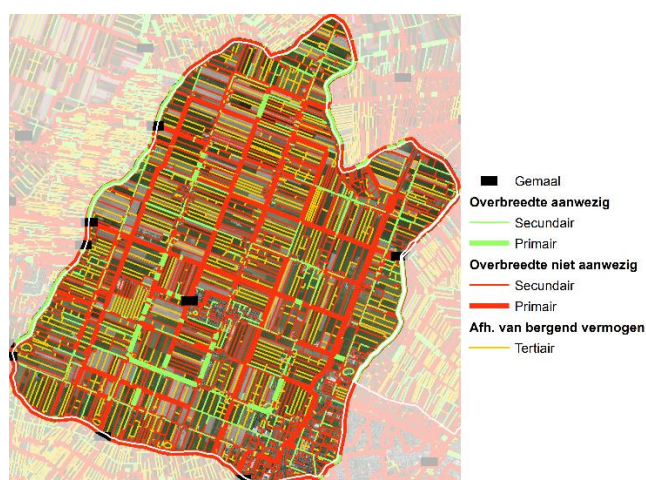 Gemaal
Overbreedte aanwezig
Secundair
Primair
Overbreedte niet aanwezig
Secundair
Primair
Afh. van bergend vermogen
Tertiair